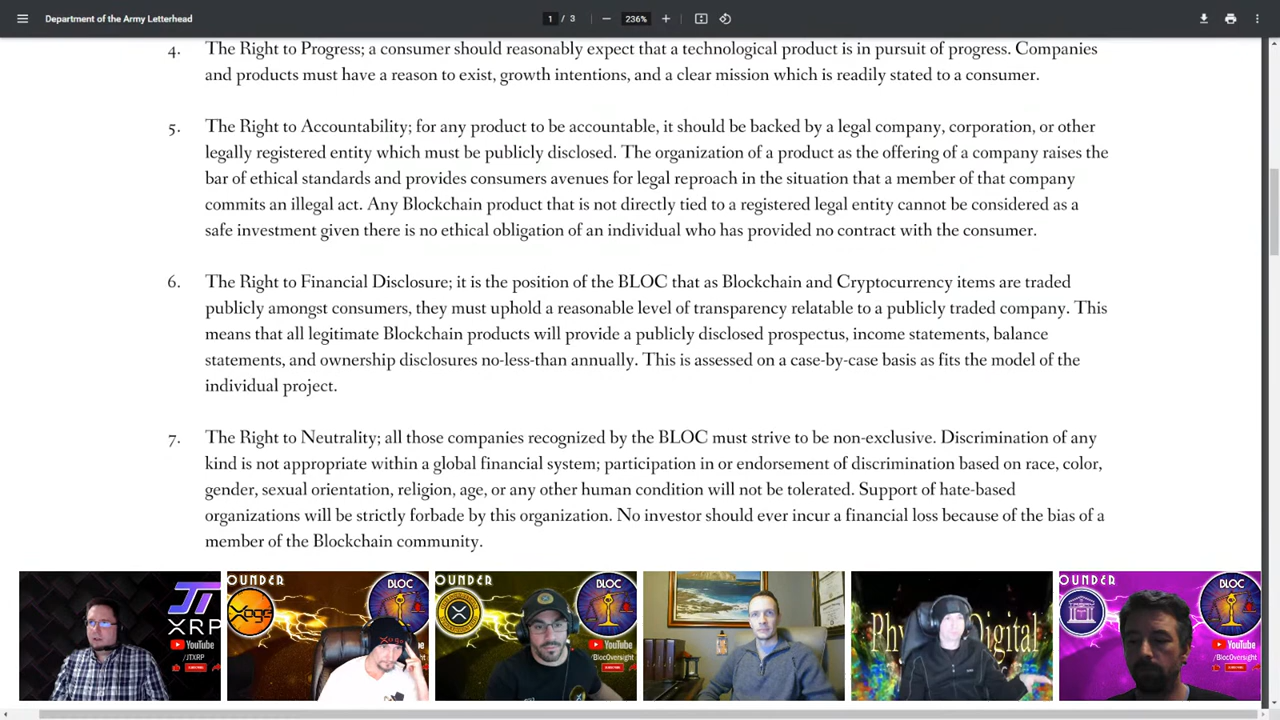 Department of the Army Letterhead
1 / 3
236%
4. The Right to Progress; a consumer should reasonably expect that a technological product is in pursuit of progress. Companies
and products must have a reason to exist, growth intentions, and a clear mission which is readily stated to a consumer.
5. The Right to Accountability; for any product to be accountable, it should be backed by a legal company, corporation, or other
legally registered entity which must be publicly disclosed. The organization of a product as the offering of a company raises the
bar of ethical standards and provides consumers avenues for legal reproach in the situation that a member of that company
commits an illegal act. Any Blockchain product that is not directly tied to a registered legal entity cannot be considered as a
safe investment given there is no ethical obligation of an individual who has provided no contract with the consumer.
6. The Right to Financial Disclosure; it is the position of the BLOC that as Blockchain and Cryptocurrency items are traded
publicly amongst consumers, they must uphold a reasonable level of transparency relatable to a publicly traded company. This
means that all legitimate Blockchain products will provide a publicly disclosed prospectus, income statements, balance
statements, and ownership disclosures no-less-than annually. This is assessed on a case-by-case basis as fits the model of the
individual project.
7. The Right to Neutrality; all those companies recognized by the BLOC must strive to be non-exclusive. Discrimination of any
kind is not appropriate within a global financial system; participation in or endorsement of discrimination based on race, color,
gender, sexual orientation, religion, age, or any other human condition will not be tolerated. Support of hate-based
organizations will be strictly forbade by this organization. No investor should ever incur a financial loss because of the bias of a
member of the Blockchain community.
XRP
YouTube
/JTXRP
OUNDER
Xoge
BLOC
OUNDER
BLOC
YouTube
/BlocOversight
Digital
OUNDER
BLOC
YouTube
/BlocOversight